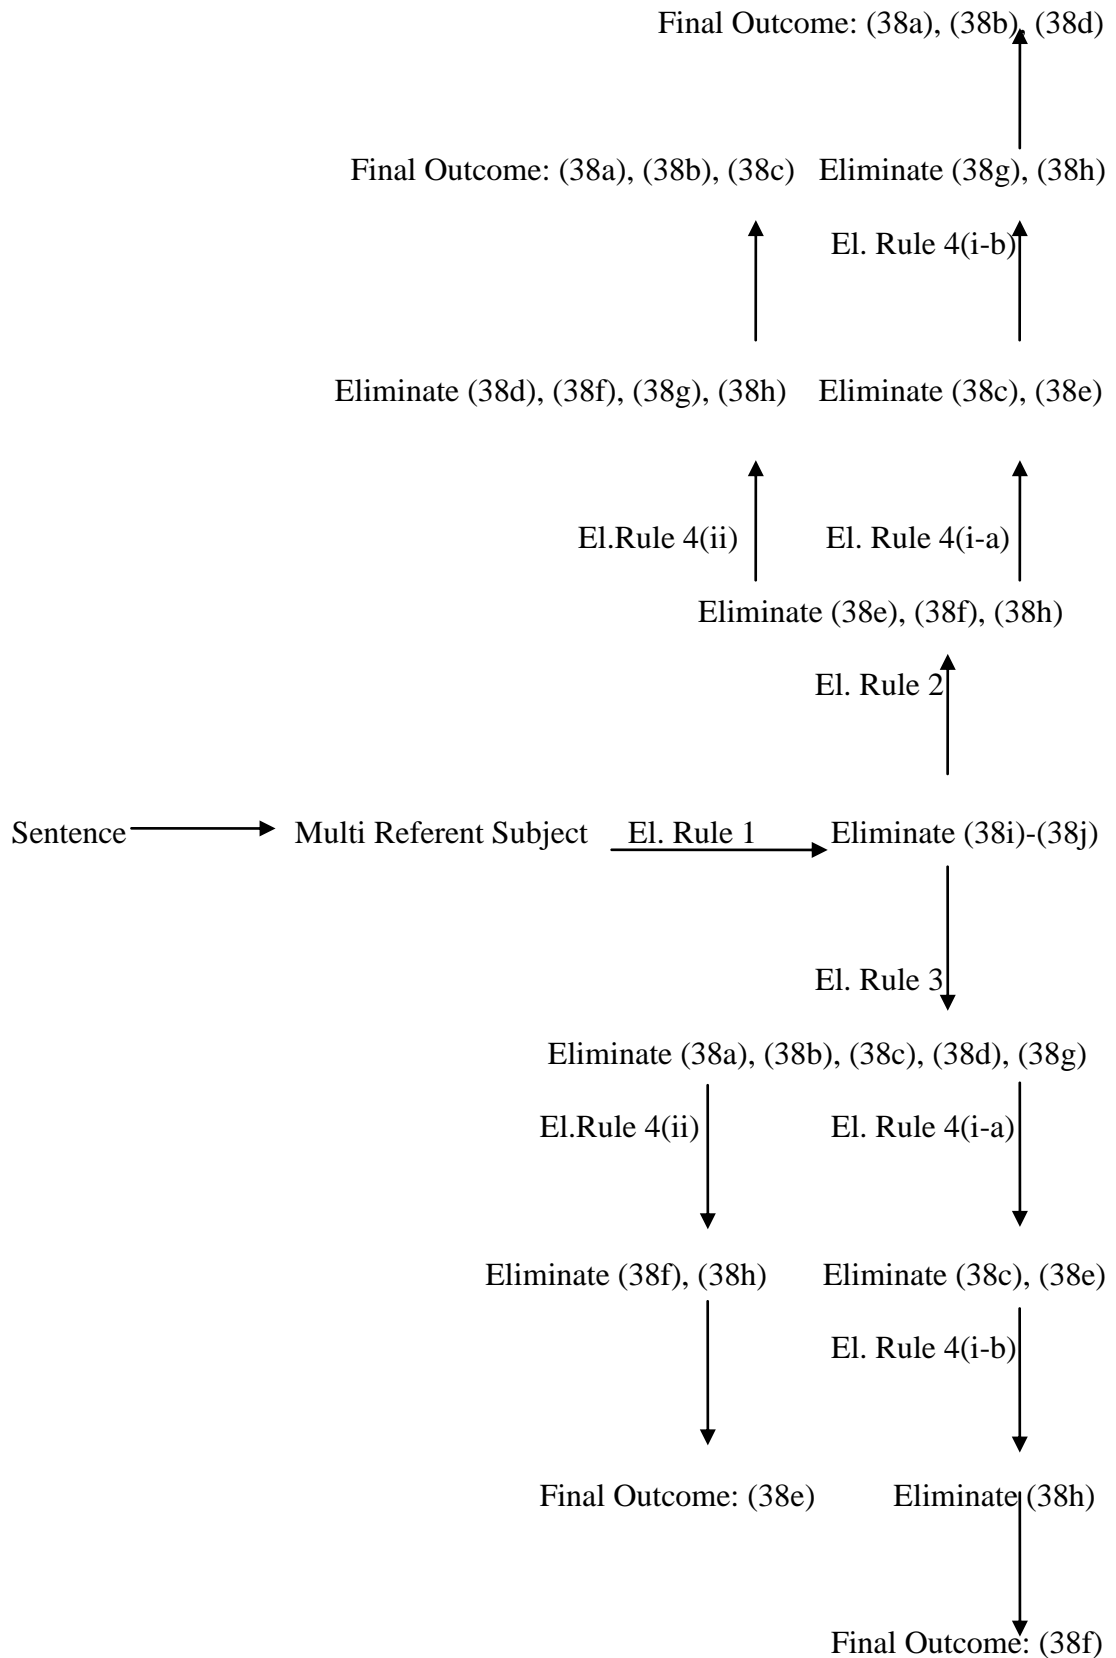 Final Outcome: (38a), (38b), (38d)
Final Outcome: (38a), (38b), (38c) Eliminate (38g), (38h)
El. Rule 4(i-b)
Eliminate (38d), (38f), (38g), (38h) Eliminate (38c), (38e)
El.Rule 4(ii) El. Rule 4(i-a)
Eliminate (38e), (38f), (38h)
El. Rule 2
Sentence Multi Referent Subject El. Rule 1 Eliminate (38i)-(38j)
El. Rule 3
Eliminate (38a), (38b), (38c), (38d), (38g)
El.Rule 4(ii) El. Rule 4(i-a)
Eliminate (38f), (38h) Eliminate (38c), (38e)
El. Rule 4(i-b)
Final Outcome: (38e) Eliminate (38h)
Final Outcome: (38f)